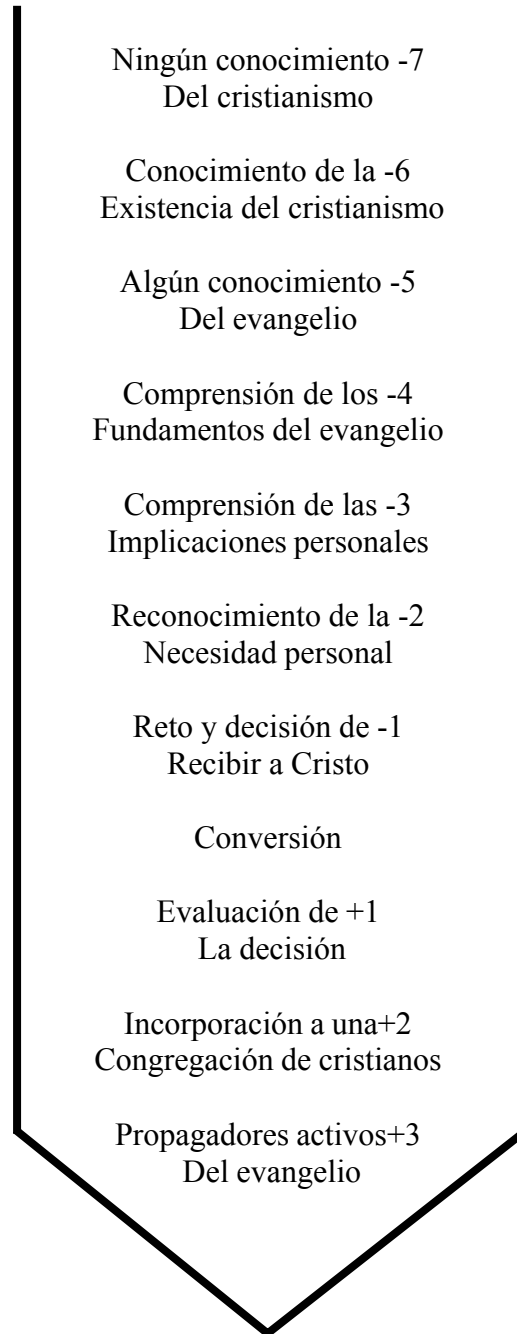 Ningún conocimiento -7
Del cristianismo
Conocimiento de la -6
Existencia del cristianismo
Algún conocimiento -5
Del evangelio
Comprensión de los -4
Fundamentos del evangelio
Comprensión de las -3
Implicaciones personales
Reconocimiento de la -2
Necesidad personal
Reto y decisión de -1
Recibir a Cristo
Conversión
Evaluación de +1
La decisión
Incorporación a una+2
Congregación de cristianos
Propagadores activos+3
Del evangelio